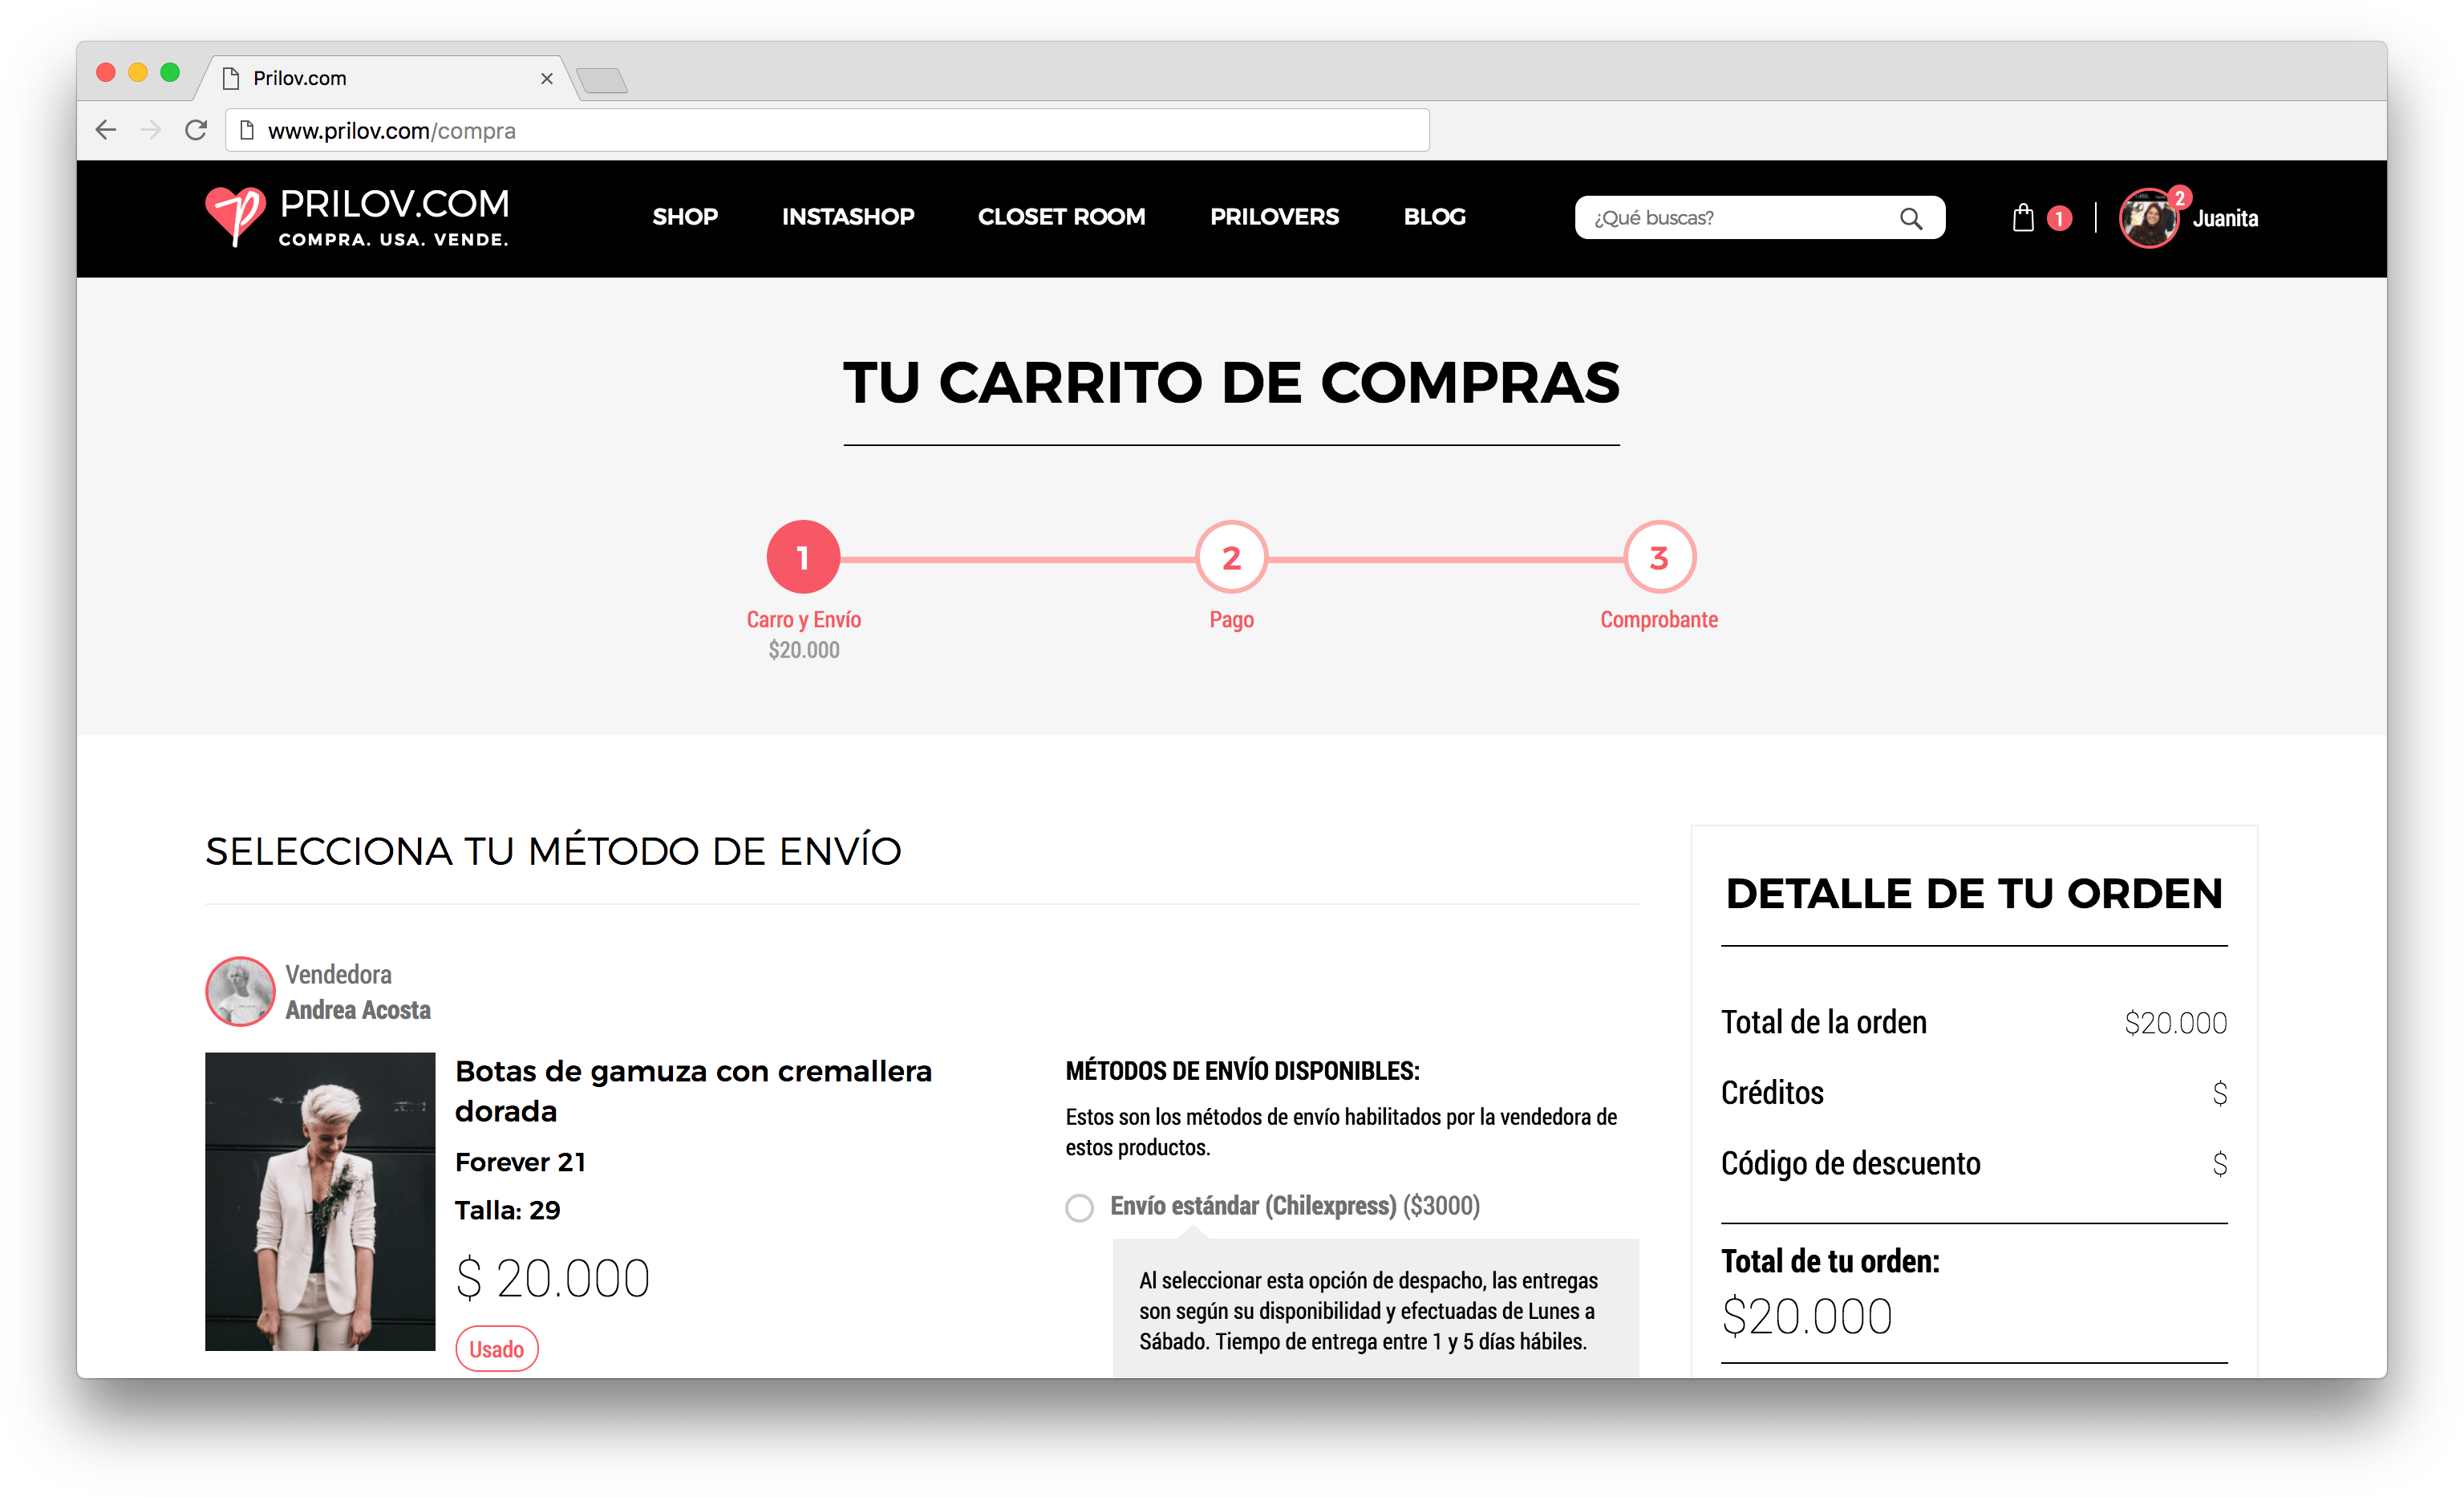 Prilov.com
www.prilov.com/compra
PRILOV.COM
COMPRA. USA. VENDE.
SHOP
INSTASHOP
CLOSET ROOM
PRILOVERS
BLOG
¿Qué buscas?
1
2
Juanita
TU CARRITO DE COMPRAS
1
2
3
Carro y Envío
Pago
Comprobante
$20.000
SELECCIONA TU MÉTODO DE ENVÍO
Vendedora
Andrea Acosta
Botas de gamuza con cremallera
dorada
Forever 21
Talla: 29
$ 20.000
Usado
MÉTODOS DE ENVÍO DISPONIBLES:
Estos son los métodos de envío habilitados por la vendedora de
estos productos.
Envío estándar (Chilexpress) ($3000)
Al seleccionar esta opción de despacho, las entregas
son según su disponibilidad y efectuadas de Lunes a
Sábado. Tiempo de entrega entre 1 y 5 días hábiles.
DETALLE DE TU ORDEN
Total de la orden $20.000
Créditos $
Código de descuento $
Total de tu orden:
$20.000